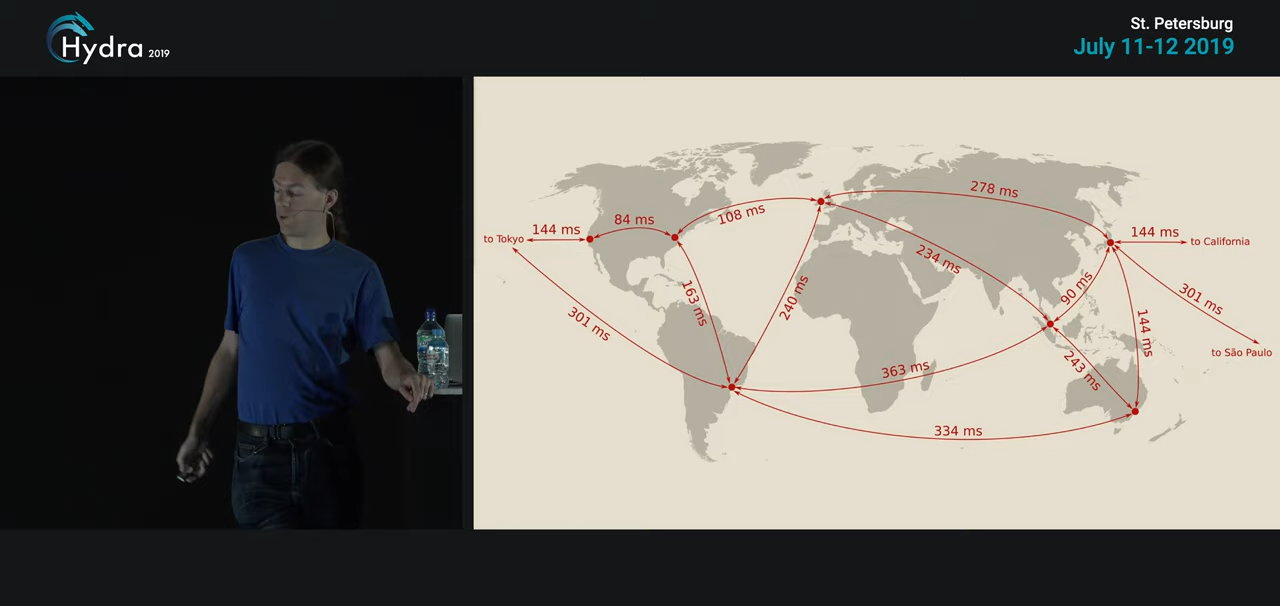 Hydra 2019
St. Petersburg
July 11-12 2019
278 ms
84 ms
108 ms
144 ms
to Tokyo
144 ms
to California
234 ms
90 ms
163 ms
240 ms
301 ms
301 ms
144 ms
to São Paulo
363 ms
243 ms
334 ms